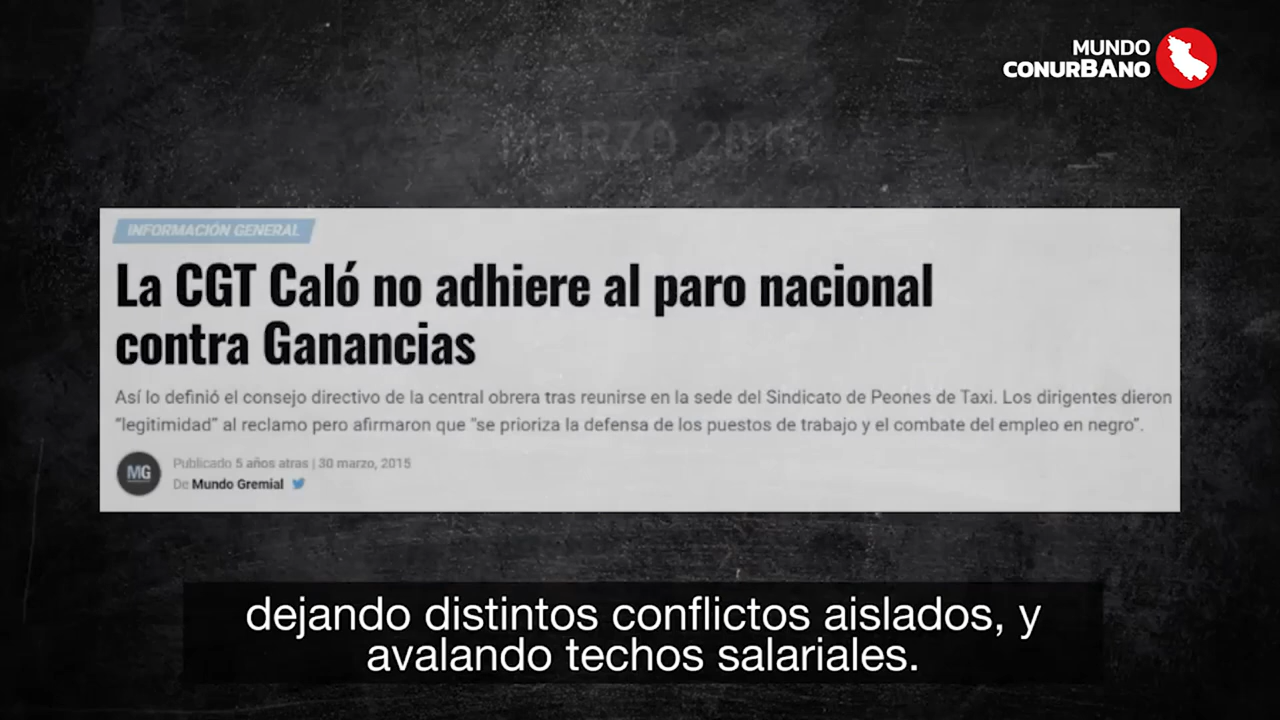 MUNDO
CONURBANO
MARZO 2015
INFORMACIÓN GENERAL
La CGT Caló no adhiere al paro nacional
contra Ganancias
Así lo definió el consejo directivo de la central obrera tras reunirse en la sede del Sindicato de Peones de Taxi. Los dirigentes dieron
"legitimidad" al reclamo pero afirmaron que "se prioriza la defensa de los puestos de trabajo y el combate del empleo en negro".
MG
Publicado 5 años atras | 30 marzo, 2015
De Mundo Gremial
dejando distintos conflictos aislados, y
avalando techos salariales.